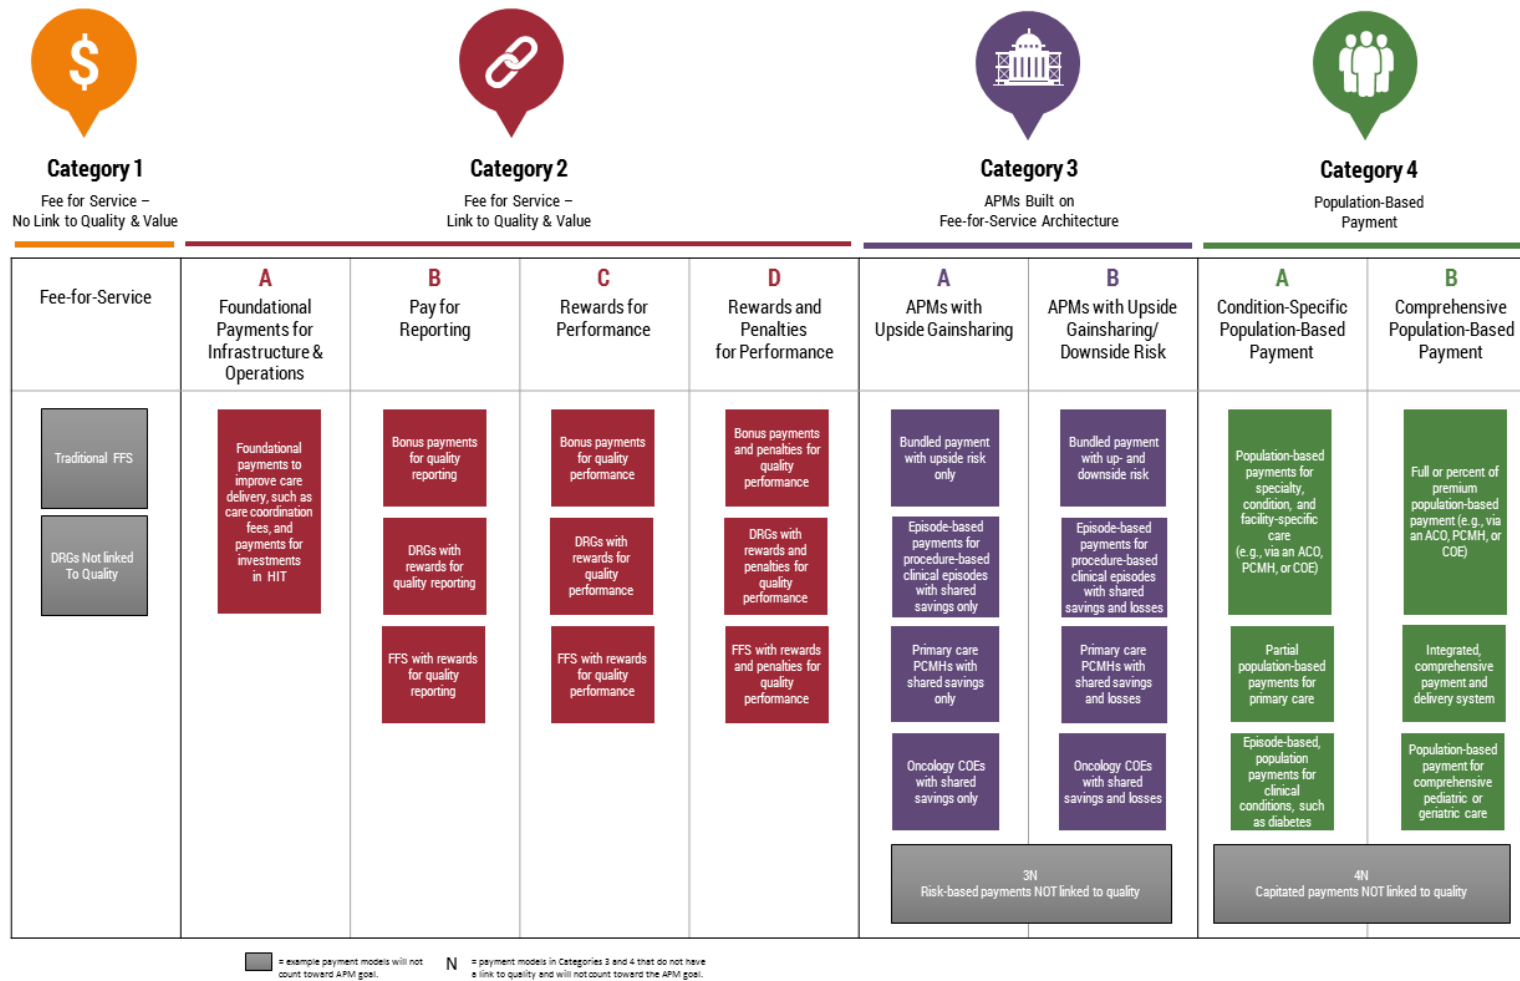 $
Category 1
Fee for Service –
No Link to Quality & Value
Category 2
Fee for Service –
Link to Quality & Value
Category 3
APMs Built on
Fee-for-Service Architecture
Category 4
Population-Based
Payment
Fee-for-Service
A
Foundational
Payments for
Infrastructure &
Operations
B
Pay for
Reporting
C
Rewards for
Performance
D
Rewards and
Penalties
for Performance
A
APMs with
Upside Gainsharing
B
APMs with Upside
Gainsharing/
Downside Risk
A
Condition-Specific
Population-Based
Payment
B
Comprehensive
Population-Based
Payment
Traditional FFS
DRGs Not linked
To Quality
Foundational
payments to
improve care
delivery, such as
care coordination
fees, and
payments for
investments
in HIT
Bonus payments
for quality
reporting
DRGs with
rewards for
quality reporting
FFS with rewards
for quality
reporting
Bonus payments
for quality
performance
DRGs with
rewards for
quality
performance
FFS with rewards
for quality
performance
Bonus payments
and penalties for
quality
performance
DRGs with
rewards and
penalties for
quality
performance
FFS with rewards
and penalties for
quality
performance
Bundled payment
with upside risk
only
Episode-based
payments for
procedure-based
clinical episodes
with shared
savings only
Primary care
PCMHs with
shared savings
only
Oncology COEs
with shared
savings only
Bundled payment
with up- and
downside risk
Episode-based
payments for
procedure-based
clinical episodes
with shared
savings and losses
Primary care
PCMHs with
shared savings
and losses
Oncology COEs
with shared
savings and losses
3N
Risk-based payments NOT linked to quality
Population-based
payments for
specialty,
condition, and
facility-specific
care
(e.g., via an ACO,
PCMH, or COE)
Partial
population-based
payments for
primary care
Episode-based,
population
payments for
clinical
conditions, such
as diabetes
Full or percent of
premium
population-based
payment (e.g., via
an ACO, PCMH, or
COE)
Integrated,
comprehensive
payment and
delivery system
Population-based
payment for
comprehensive
pediatric or
geriatric care
4N
Capitated payments NOT linked to quality
= example payment models will not
count toward APM goal.
N
= payment models in Categories 3 and 4 that do not have
a link to quality and will not count toward the APM goal.